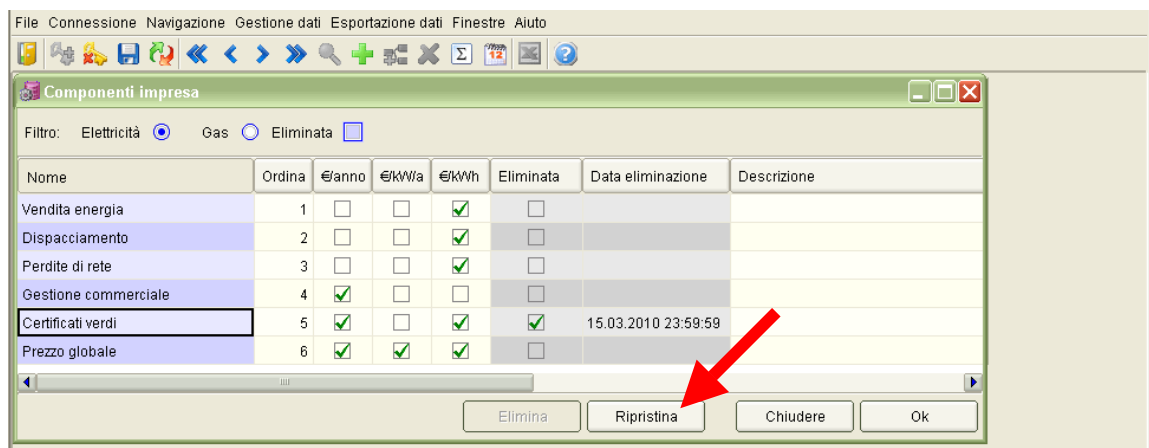 File Connessione Navigazione Gestione dati Esportazione dati Finestre Aiuto
Σ 12 ?
Componenti impresa
Filtro: Elettricità Gas Eliminata
Nome Ordina €/anno €/kW/a €/kWh Eliminata Data eliminazione Descrizione
Vendita energia 1
Dispacciamento 2
Perdite di rete 3
Gestione commerciale 4
Certificati verdi 5 15.03.2010 23:59:59
Prezzo globale 6
Elimina Ripristina Chiudere Ok